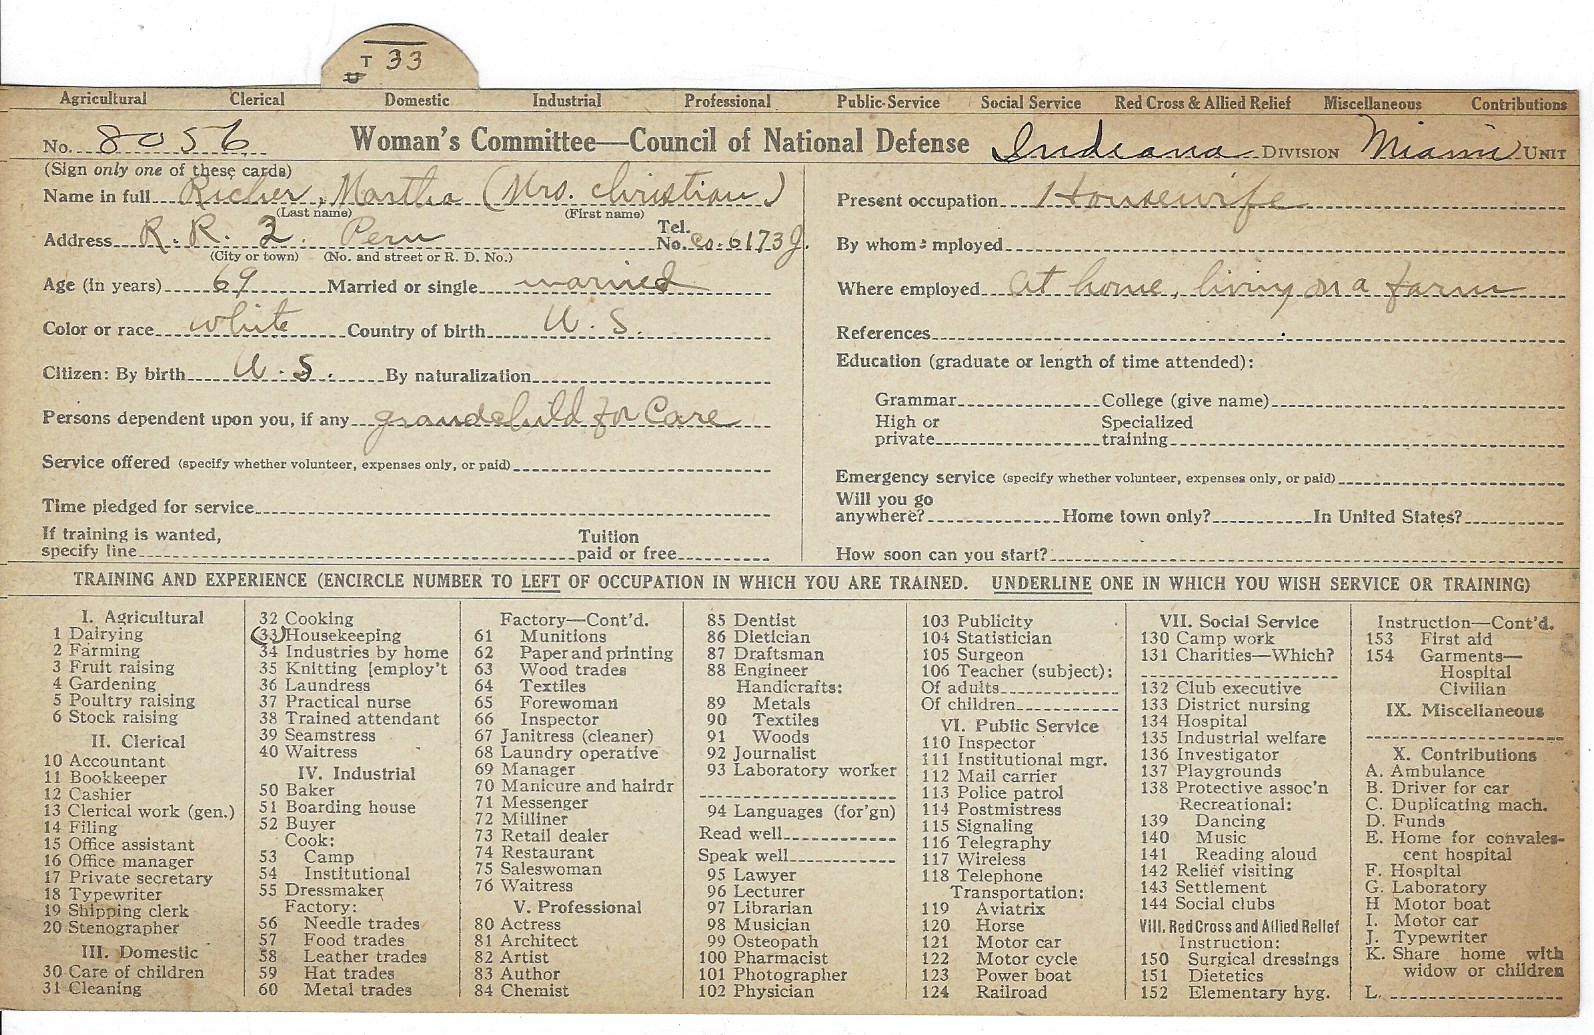 T 33
U
Agricultural Clerical Domestic Industrial Professional Public-Service Social Service Red Cross & Allied Relief Miscellaneous Contributions
No. 8056 Woman's Committee—Council of National Defense Indiana DIVISION Miami UNIT
(Sign only one of these cards)
Name in full Richer, Martha (Mrs. Christian)
(Last name) (First name)
Address R. R. 2. Peru Tel. No. Co. 6173 J.
(City or town) (No. and street or R. D. No.)
Age (in years) 69 Married or single married
Color or race white Country of birth U. S.
Citizen: By birth U. S. By naturalization
Persons dependent upon you, if any grandchild for Care
Service offered (specify whether volunteer, expenses only, or paid)
Time pledged for service
If training is wanted,
specify line Tuition paid or free
Present occupation Housewife
By whom mployed
Where employed at home, living on a farm
References
Education (graduate or length of time attended):
Grammar College (give name)
High or private Specialized training
Emergency service (specify whether volunteer, expenses only, or paid)
Will you go
anywhere? Home town only? In United States?
How soon can you start?
TRAINING AND EXPERIENCE (ENCIRCLE NUMBER TO LEFT OF OCCUPATION IN WHICH YOU ARE TRAINED. UNDERLINE ONE IN WHICH YOU WISH SERVICE OR TRAINING)
I. Agricultural
1 Dairying
2 Farming
3 Fruit raising
4 Gardening
5 Poultry raising
6 Stock raising
II. Clerical
10 Accountant
11 Bookkeeper
12 Cashier
13 Clerical work (gen.)
14 Filing
15 Office assistant
16 Office manager
17 Private secretary
18 Typewriter
19 Shipping clerk
20 Stenographer
III. Domestic
30 Care of children
31 Cleaning
32 Cooking
33 Housekeeping
34 Industries by home
35 Knitting [employ't
36 Laundress
37 Practical nurse
38 Trained attendant
39 Seamstress
40 Waitress
IV. Industrial
50 Baker
51 Boarding house
52 Buyer
Cook:
53 Camp
54 Institutional
55 Dressmaker
Factory:
56 Needle trades
57 Food trades
58 Leather trades
59 Hat trades
60 Metal trades
Factory—Cont'd.
61 Munitions
62 Paper and printing
63 Wood trades
64 Textiles
65 Forewoman
66 Inspector
67 Janitress (cleaner)
68 Laundry operative
69 Manager
70 Manicure and hairdr
71 Messenger
72 Milliner
73 Retail dealer
74 Restaurant
75 Saleswoman
76 Waitress
V. Professional
80 Actress
81 Architect
82 Artist
83 Author
84 Chemist
85 Dentist
86 Dietician
87 Draftsman
88 Engineer
Handicrafts:
89 Metals
90 Textiles
91 Woods
92 Journalist
93 Laboratory worker
94 Languages (for'gn)
Read well
Speak well
95 Lawyer
96 Lecturer
97 Librarian
98 Musician
99 Osteopath
100 Pharmacist
101 Photographer
102 Physician
103 Publicity
104 Statistician
105 Surgeon
106 Teacher (subject):
Of adults
Of children
VI. Public Service
110 Inspector
111 Institutional mgr.
112 Mail carrier
113 Police patrol
114 Postmistress
115 Signaling
116 Telegraphy
117 Wireless
118 Telephone
Transportation:
119 Aviatrix
120 Horse
121 Motor car
122 Motor cycle
123 Power boat
124 Railroad
VII. Social Service
130 Camp work
131 Charities—Which?
132 Club executive
133 District nursing
134 Hospital
135 Industrial welfare
136 Investigator
137 Playgrounds
138 Protective assoc'n
Recreational:
139 Dancing
140 Music
141 Reading aloud
142 Relief visiting
143 Settlement
144 Social clubs
VIII. Red Cross and Allied Relief
Instruction:
150 Surgical dressings
151 Dietetics
152 Elementary hyg.
Instruction—Cont'd.
153 First aid
154 Garments—
Hospital
Civilian
IX. Miscellaneous
X. Contributions
A. Ambulance
B. Driver for car
C. Duplicating mach.
D. Funds
E. Home for convales-
cent hospital
F. Hospital
G. Laboratory
H Motor boat
I. Motor car
J. Typewriter
K. Share home with
widow or children
L.